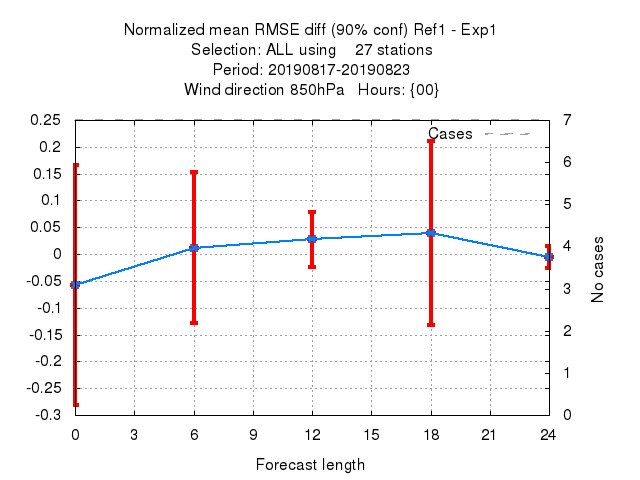 Normalized mean RMSE diff (90% conf) Ref1 - Exp1
Selection: ALL using    27 stations
Period: 20190817-20190823
Wind direction 850hPa   Hours: {00}
Cases
0.25
0.2
0.15
0.1
0.05
0
-0.05
-0.1
-0.15
-0.2
-0.25
-0.3
7
6
5
4
3
2
1
0
No cases
0 3 6 9 12 15 18 21 24
Forecast length